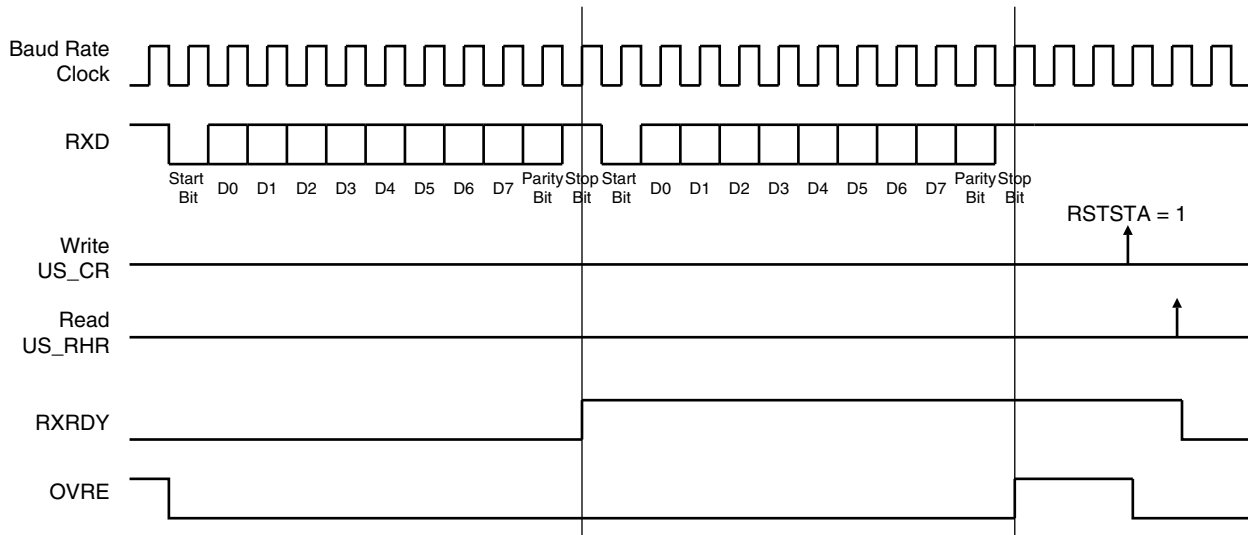 Baud Rate
Clock
RXD
Start
Bit
D0
D1
D2
D3
D4
D5
D6
D7
Parity
Bit
Stop
Bit
Start
Bit
D0
D1
D2
D3
D4
D5
D6
D7
Parity
Bit
Stop
Bit
RSTSTA = 1
Write
US_CR
Read
US_RHR
RXRDY
OVRE